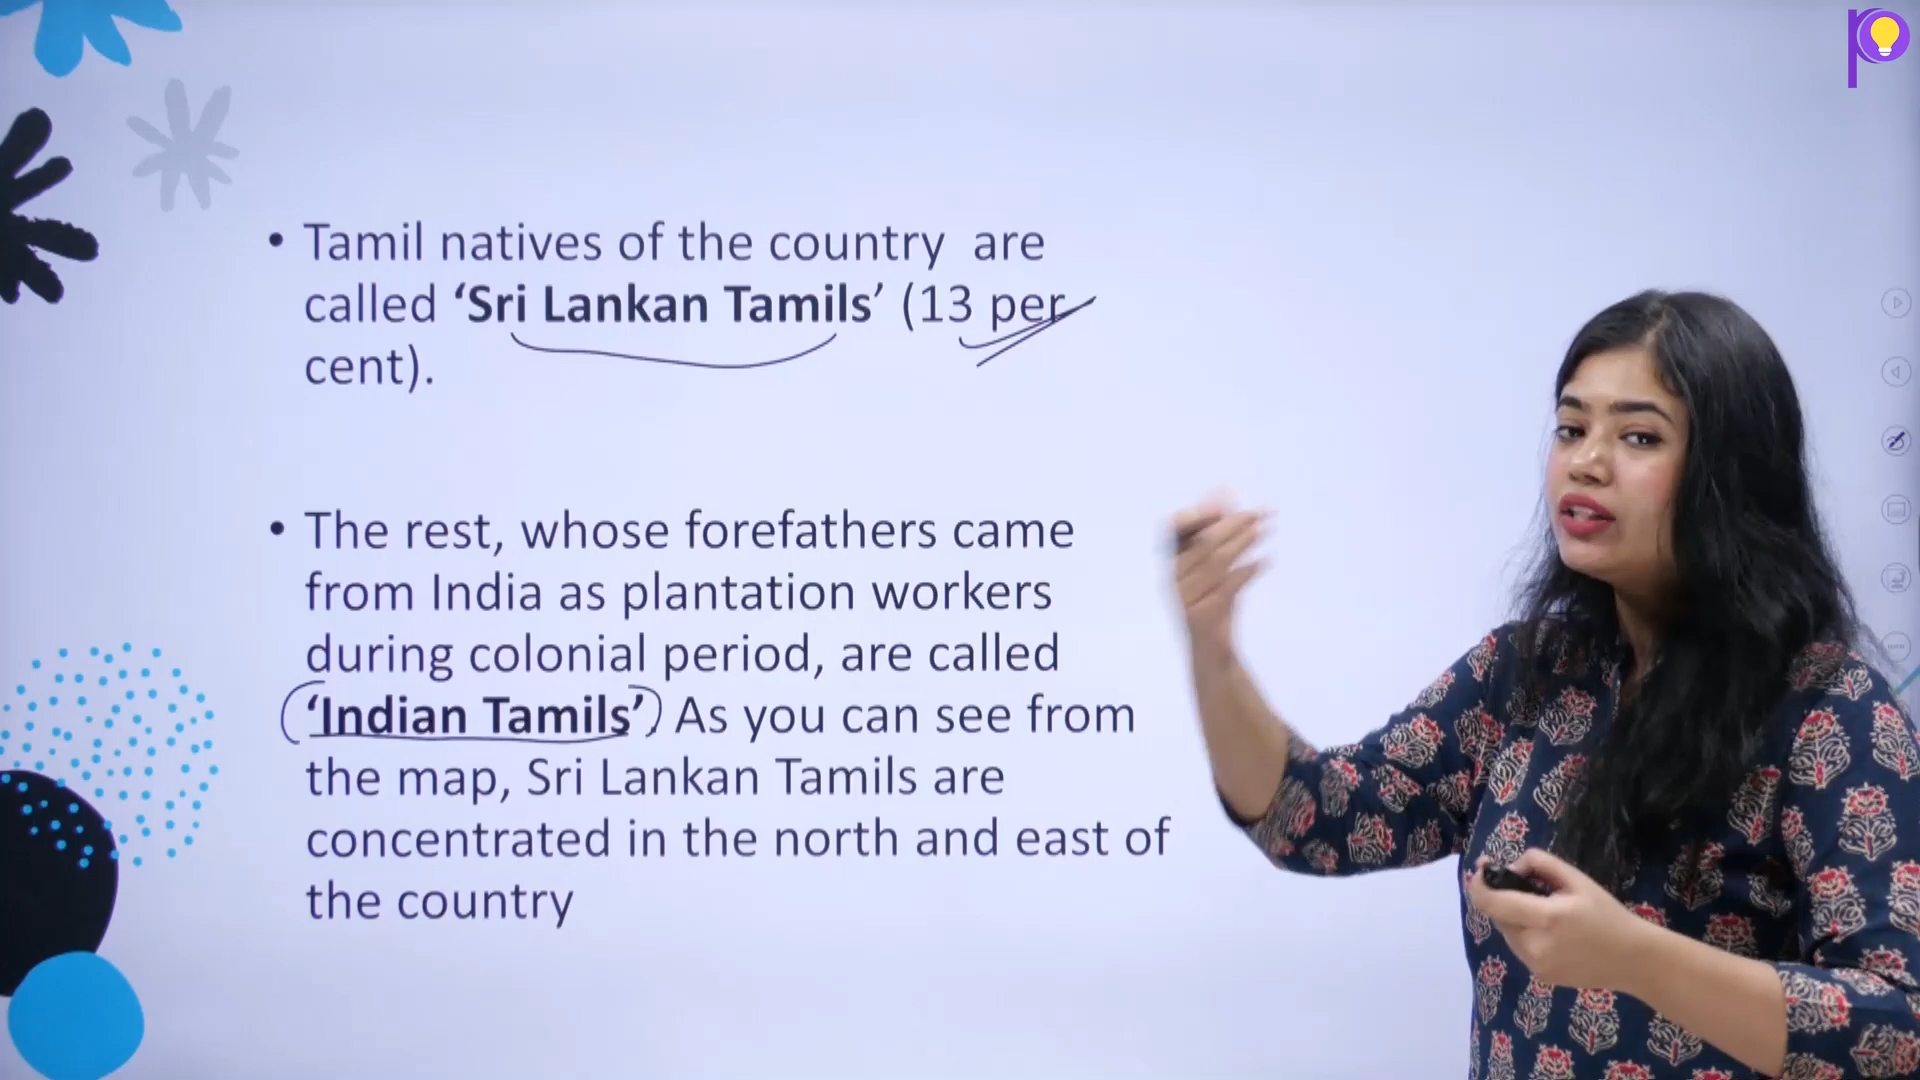 • Tamil natives of the country are
called ‘Sri Lankan Tamils’ (13 per
cent).
• The rest, whose forefathers came
from India as plantation workers
during colonial period, are called
‘Indian Tamils’. As you can see from
the map, Sri Lankan Tamils are
concentrated in the north and east of
the country